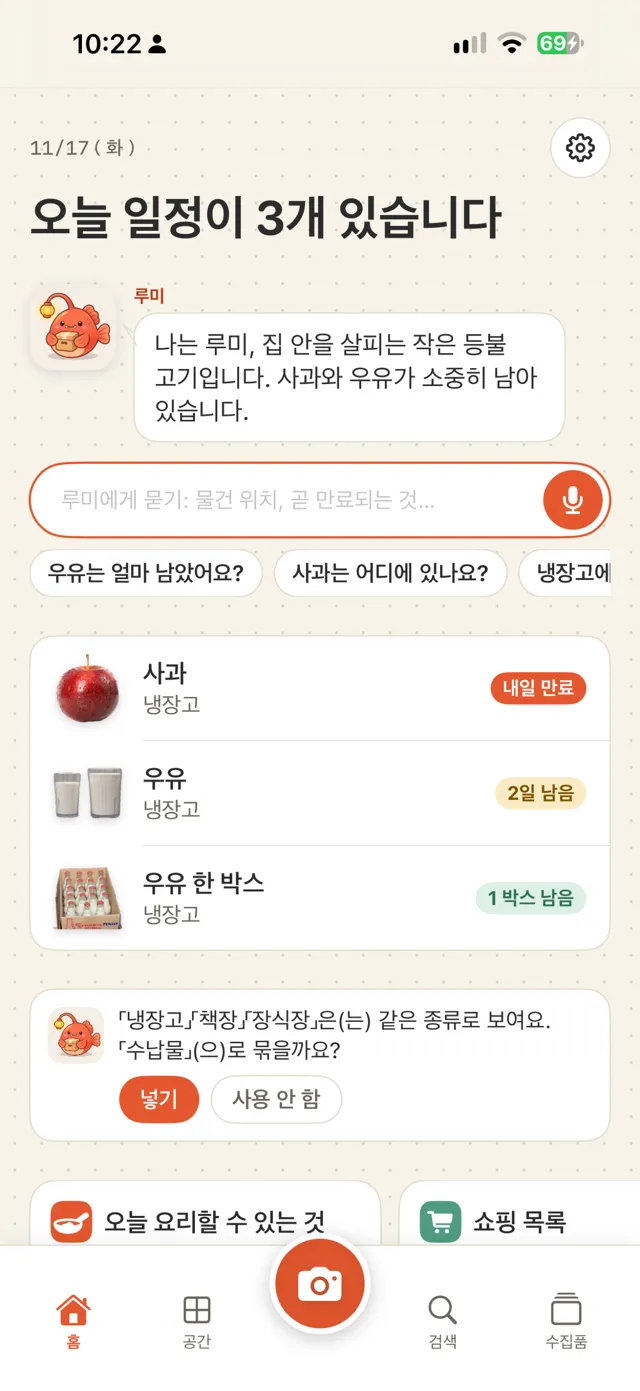 10:22
69
11/17 ( 화 )
오늘 일정이 3개 있습니다
루미
나는 루미, 집 안을 살피는 작은 등불
고기입니다. 사과와 우유가 소중히 남아
있습니다.
루미에게 묻기: 물건 위치, 곧 만료되는 것...
우유는 얼마 남았어요?
사과는 어디에 있나요?
냉장고에
사과
냉장고
내일 만료
우유
냉장고
2일 남음
우유 한 박스
냉장고
1 박스 남음
「냉장고」「책장」「장식장」은(는) 같은 종류로 보여요.
「수납물」(으)로 묶을까요?
넣기
사용 안 함
오늘 요리할 수 있는 것
쇼핑 목록
홈
공간
검색
수집품